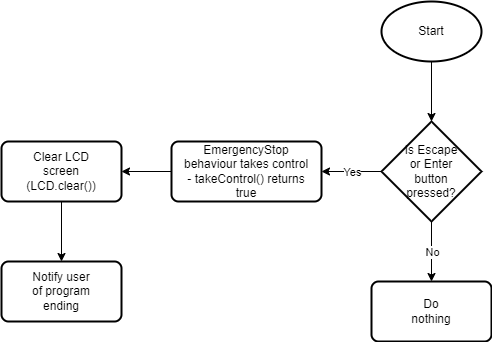 Start
Is Escape
or Enter
button
pressed?
Yes
EmergencyStop
behaviour takes control
- takeControl() returns
true
Clear LCD
screen
(LCD.clear())
Notify user
of program
ending
No
Do
nothing